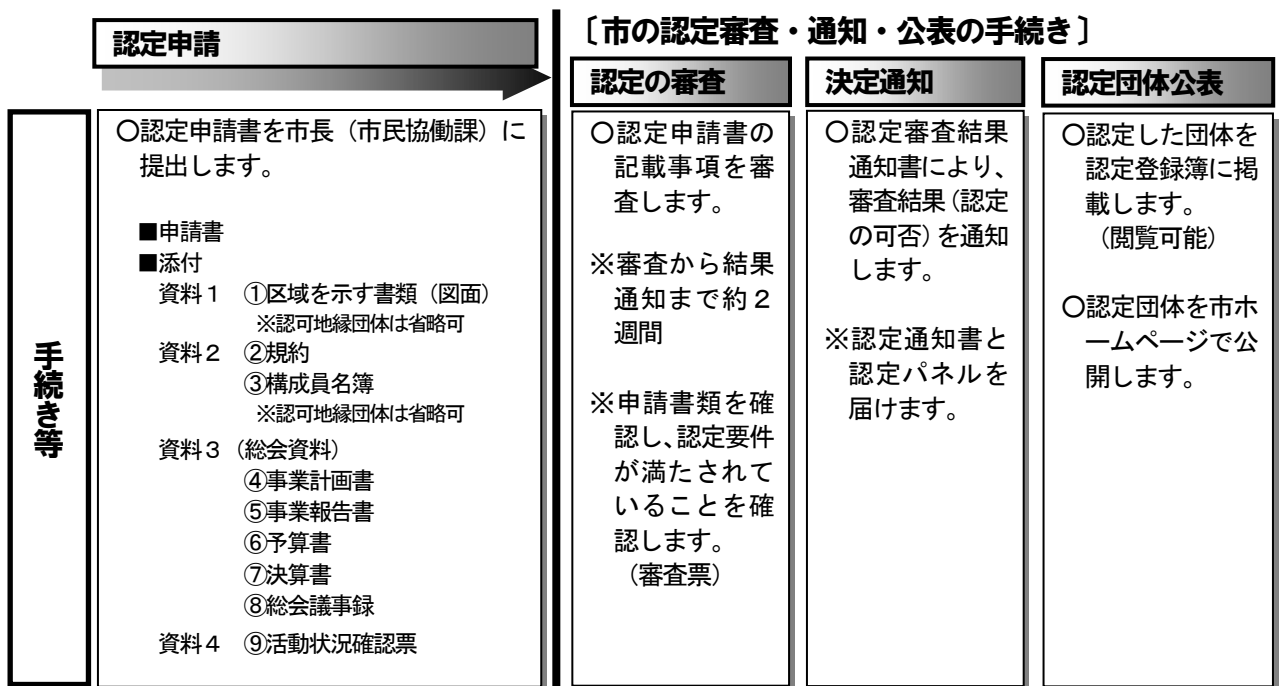 認定申請
〔市の認定審査・通知・公表の手続き〕
認定の審査
決定通知
認定団体公表
手続き等
〇認定申請書を市長（市民協働課）に
提出します。
■申請書
■添付
資料１　①区域を示す書類（図面）
※認可地縁団体は省略可
資料２　②規約
③構成員名簿
※認可地縁団体は省略可
資料３（総会資料）
④事業計画書
⑤事業報告書
⑥予算書
⑦決算書
⑧総会議事録
資料４　⑨活動状況確認票
〇認定申請書の
記載事項を審
査します。
※審査から結果
通知まで約２
週間
※申請書類を確
認し、認定要件
が満たされて
いることを確
認します。
（審査票）
〇認定審査結果
通知書により、
審査結果（認定
の可否）を通知
します。
※認定通知書と
認定パネルを
届けます。
〇認定した団体を
認定登録簿に掲
載します。
（閲覧可能）
〇認定団体を市ホ
ームページで公
開します。